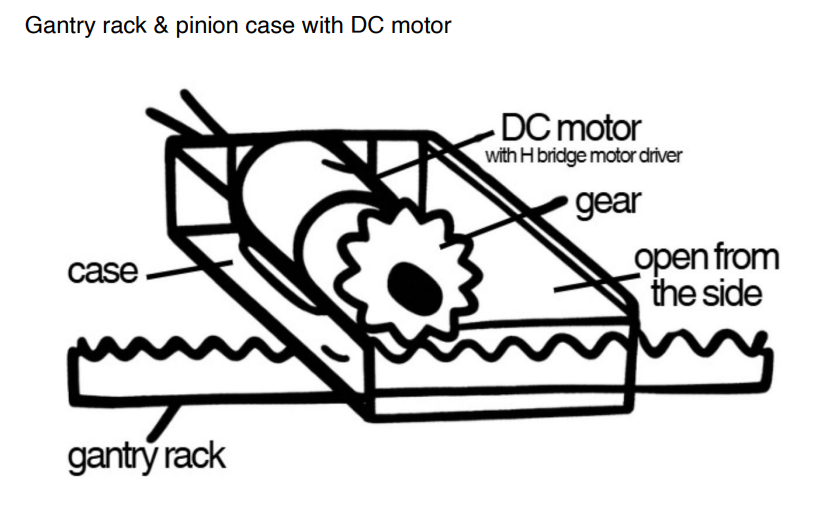 Gantry rack & pinion case with DC motor
DC motor
with H bridge motor driver
gear
open from
the side
case
gantry rack